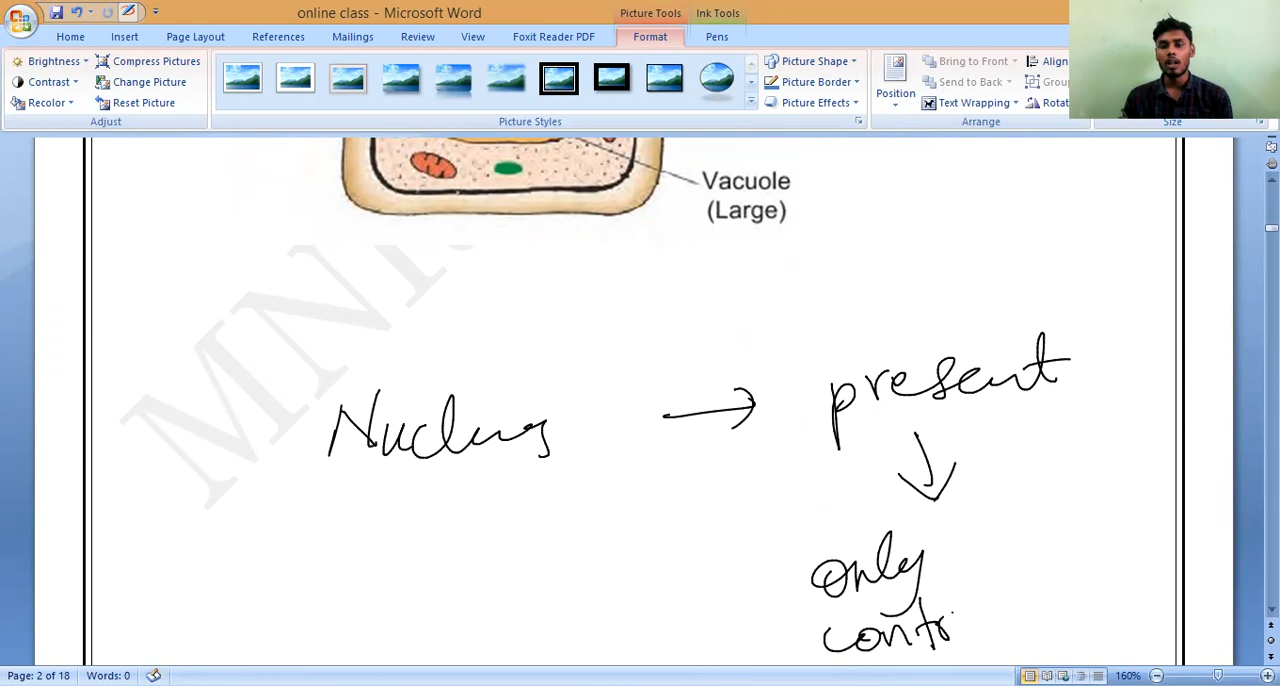 online class - Microsoft Word
Picture Tools
Ink Tools
Home
Insert
Page Layout
References
Mailings
Review
View
Foxit Reader PDF
Format
Pens
Brightness
Compress Pictures
Contrast
Change Picture
Recolor
Reset Picture
Picture Shape
Picture Border
Picture Effects
Position
Bring to Front
Send to Back
Text Wrapping
Align
Group
Rotat
Adjust
Picture Styles
Arrange
Size
Vacuole
(Large)
Nucleus → present
only
contr
Page: 2 of 18
Words: 0
160%